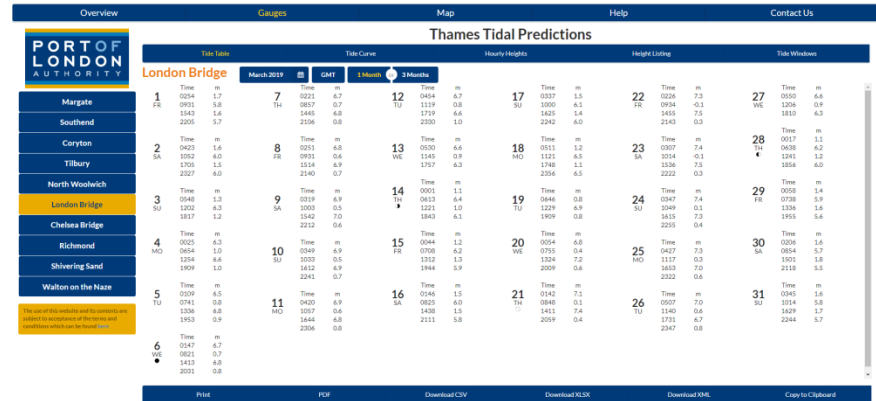 Overview Gauges Map Help Contact Us
PORT OF
LONDON
AUTHORITY
Margate
Southend
Coryton
Tilbury
North Woolwich
London Bridge
Chelsea Bridge
Richmond
Shivering Sand
Walton on the Naze
The use of this website and its contents are
subject to acceptance of the terms and
conditions which can be found here
Thames Tidal Predictions
Tide Table Tide Curve Hourly Heights Height Listing Tide Windows
London Bridge March 2019 GMT 1 Month 3 Months
1 FR
Time m
0254 1.7
0931 5.8
1543 1.6
2205 5.7
2 SA
Time m
0423 1.6
1052 6.0
1705 1.5
2327 6.0
3 SU
Time m
0548 1.3
1202 6.3
1817 1.2
4 MO
Time m
0025 6.3
0654 1.0
1254 6.6
1909 1.0
5 TU
Time m
0109 6.5
0741 0.8
1336 6.8
1953 0.9
6 WE
Time m
0147 6.7
0821 0.7
1413 6.8
2031 0.8
7 TH
Time m
0221 6.7
0857 0.7
1445 6.8
2106 0.8
8 FR
Time m
0251 6.8
0931 0.6
1514 6.9
2140 0.7
9 SA
Time m
0319 6.9
1003 0.5
1542 7.0
2212 0.6
10 SU
Time m
0349 6.9
1033 0.5
1612 6.9
2241 0.7
11 MO
Time m
0420 6.9
1057 0.6
1644 6.8
2306 0.8
12 TU
Time m
0454 6.7
1119 0.8
1719 6.6
2330 1.0
13 WE
Time m
0530 6.6
1145 0.9
1757 6.3
14 TH
Time m
0001 1.1
0613 6.4
1221 1.0
1843 6.1
15 FR
Time m
0044 1.2
0708 6.2
1312 1.3
1944 5.9
16 SA
Time m
0146 1.5
0825 6.0
1438 1.5
2111 5.8
17 SU
Time m
0337 1.5
1000 6.1
1625 1.4
2242 6.0
18 MO
Time m
0511 1.2
1121 6.5
1748 1.1
2356 6.5
19 TU
Time m
0646 0.8
1229 6.9
1909 0.8
20 WE
Time m
0054 6.8
0755 0.4
1324 7.2
2009 0.6
21 TH
Time m
0142 7.1
0848 0.1
1411 7.4
2059 0.4
22 FR
Time m
0226 7.3
0934 -0.1
1455 7.5
2143 0.3
23 SA
Time m
0307 7.4
1014 -0.1
1536 7.5
2222 0.3
24 SU
Time m
0347 7.4
1049 0.1
1615 7.3
2255 0.4
25 MO
Time m
0427 7.3
1117 0.3
1653 7.0
2322 0.6
26 TU
Time m
0507 7.0
1140 0.6
1731 6.7
2347 0.8
27 WE
Time m
0550 6.6
1206 0.9
1810 6.3
28 TH
Time m
0017 1.1
0638 6.2
1241 1.2
1856 6.0
29 FR
Time m
0058 1.4
0738 5.9
1336 1.6
1955 5.6
30 SA
Time m
0206 1.6
0854 5.7
1501 1.8
2118 5.5
31 SU
Time m
0345 1.6
1014 5.8
1629 1.7
2244 5.7
Print PDF Download CSV Download XLSX Download XML Copy to Clipboard